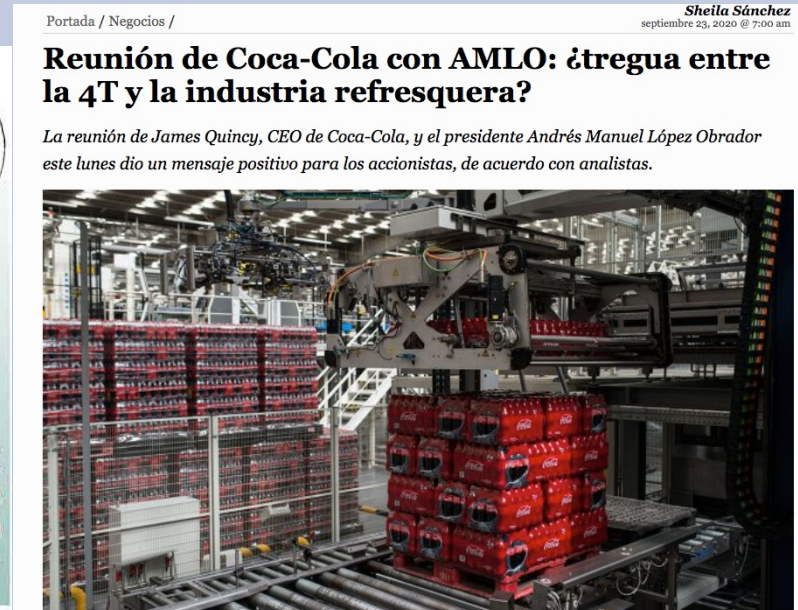 Sheila Sánchez
Portada / Negocios /
septiembre 23, 2020 @ 7:00 am
Reunión de Coca-Cola con AMLO: ¿tregua entre
la 4T y la industria refresquera?
La reunión de James Quincy, CEO de Coca-Cola, y el presidente Andrés Manuel López Obrador
este lunes dio un mensaje positivo para los accionistas, de acuerdo con analistas.
Coca-Cola